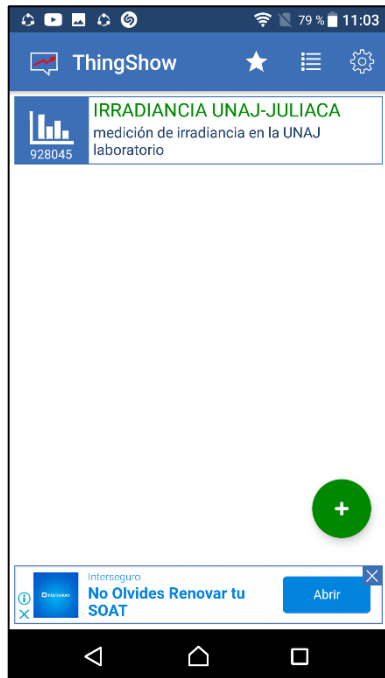 79 % 11:03
ThingShow
IRRADIANCIA UNAJ-JULIACA
medición de irradiancia en la UNAJ
laboratorio
928045
+
Interseguro
No Olvides Renovar tu
SOAT
Abrir